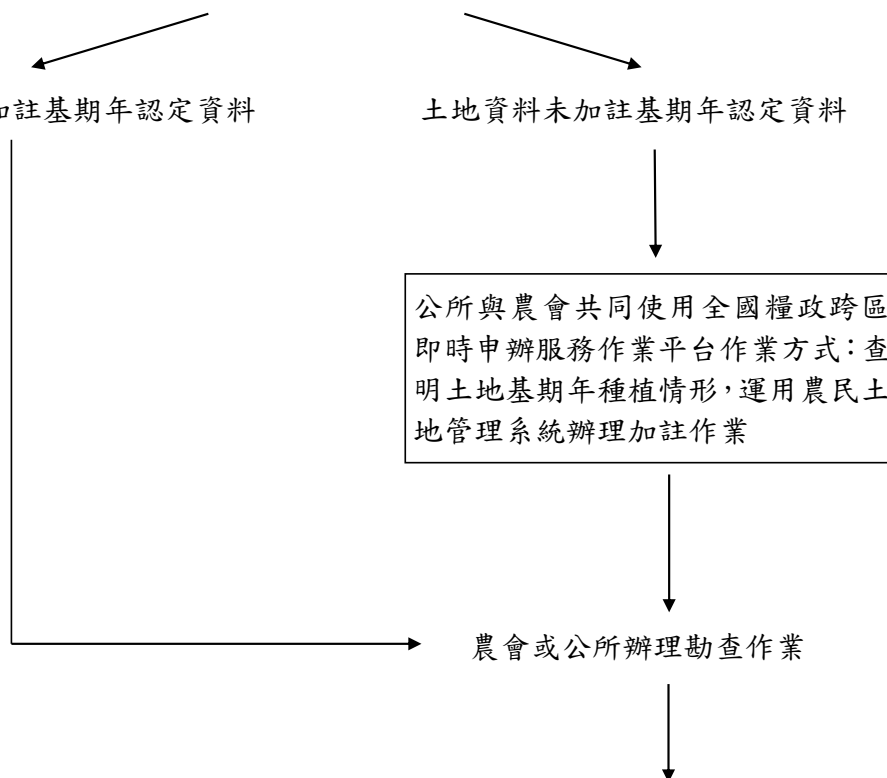 加註基期年認定資料
土地資料未加註基期年認定資料
公所與農會共同使用全國糧政跨區
即時申辦服務作業平台作業方式：查
明土地基期年種植情形，運用農民土
地管理系統辦理加註作業
農會或公所辦理勘查作業